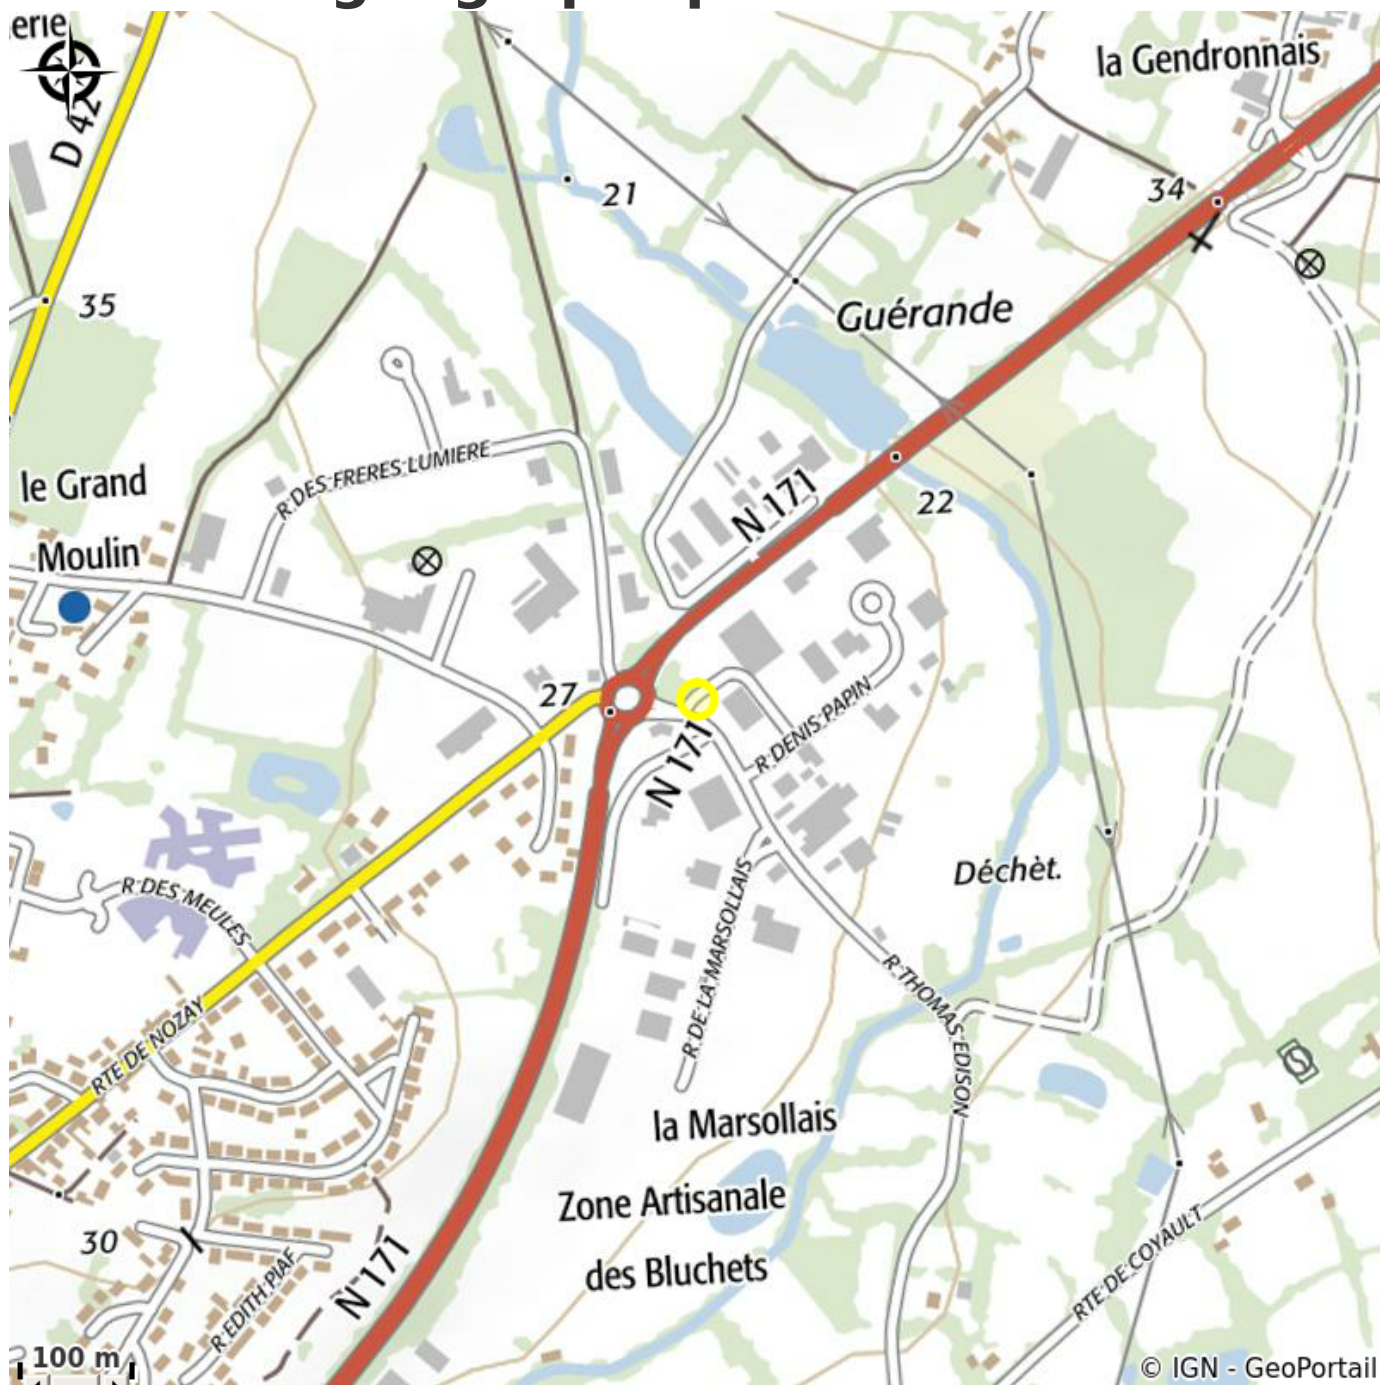 erie
la Gendronnais
D 42
21
34
35
Guérande
R DES FRERES LUMIERE
le Grand
Moulin
N 171
22
27
R DENIS PAPIN
N 171
Déchèt.
R DES MEULES
R DE LA MARSOLLAIS
R THOMAS EDISON
RTE DE NOZAY
la Marsollais
Zone Artisanale
des Bluchets
30
N 171
R EDITH PIAF
RTE DE COYAULT
100 m
© IGN - GeoPortail